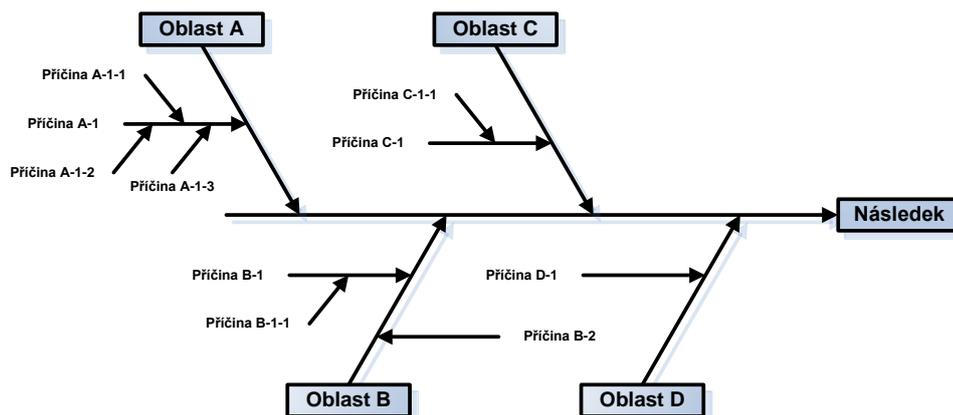 Oblast A
Oblast C
Příčina A-1-1
Příčina C-1-1
Příčina A-1
Příčina C-1
Příčina A-1-2
Příčina A-1-3
Následek
Příčina B-1
Příčina D-1
Příčina B-1-1
Příčina B-2
Oblast B
Oblast D